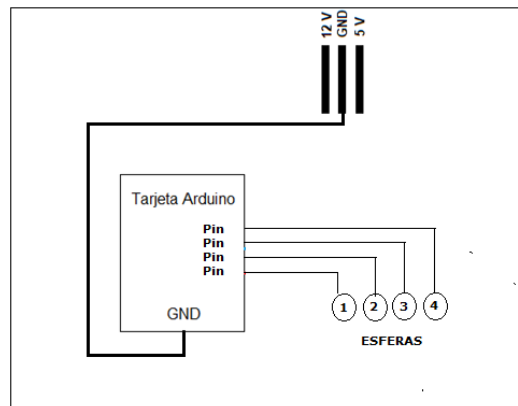 12 V
GND
5 V
Tarjeta Arduino
Pin
Pin
Pin
Pin
GND
1 2 3 4
ESFERAS